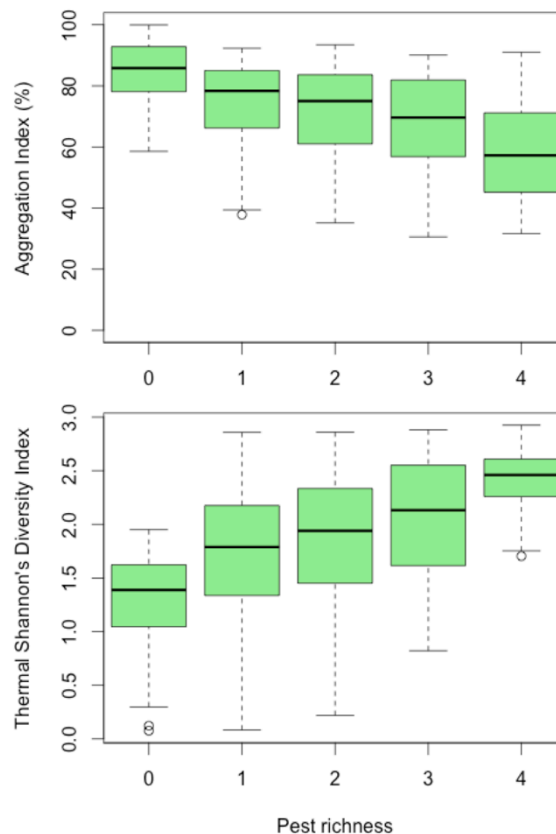 Aggregation Index (%)
100
80
60
40
20
0
0 1 2 3 4
Thermal Shannon's Diversity Index
3.0
2.5
2.0
1.5
1.0
0.5
0.0
0 1 2 3 4
Pest richness